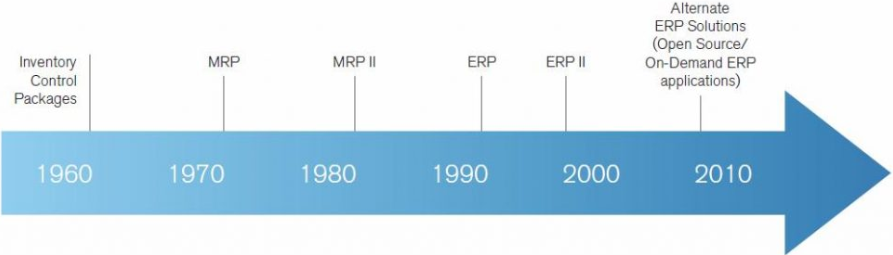 Inventory
Control
Packages
MRP
MRP II
ERP
ERP II
Alternate
ERP Solutions
(Open Source/
On-Demand ERP
applications)
1960
1970
1980
1990
2000
2010